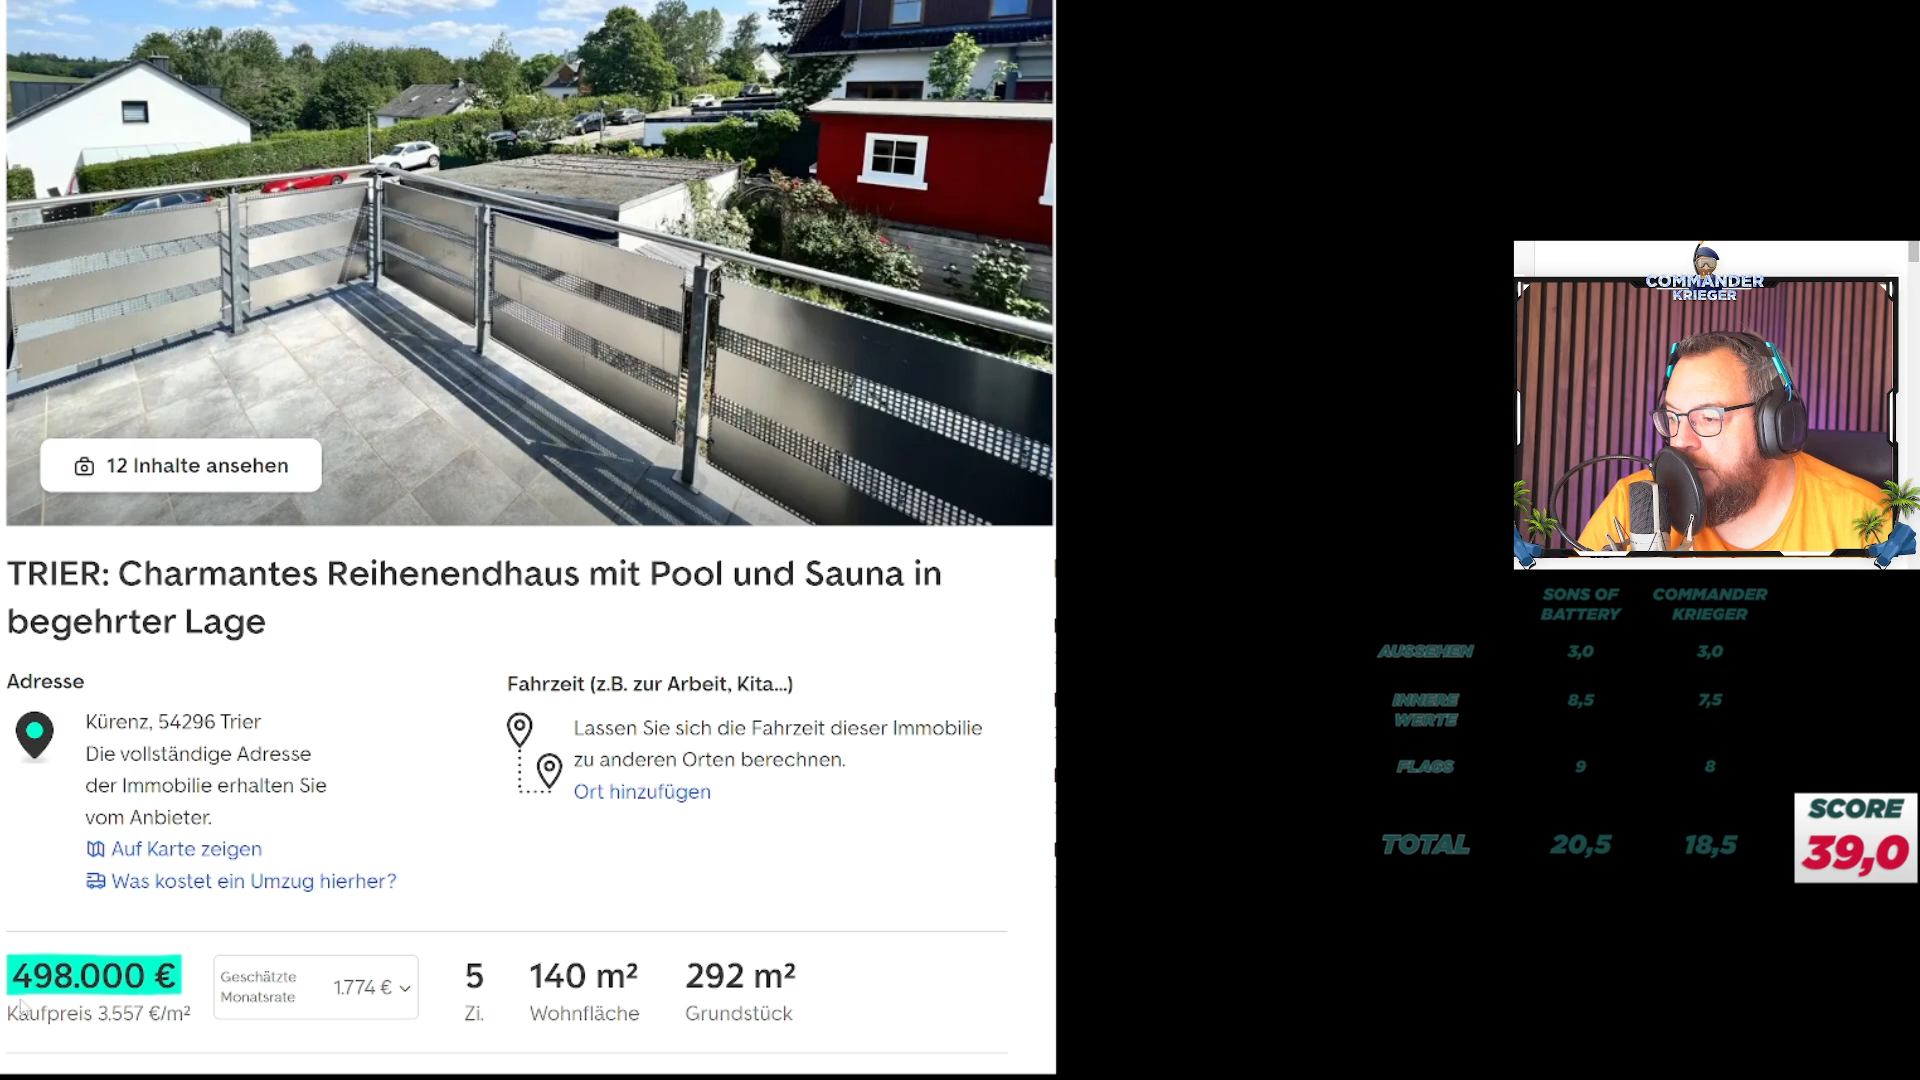 12 Inhalte ansehen
TRIER: Charmantes Reihenendhaus mit Pool und Sauna in
begehrter Lage
Adresse
Kürenz, 54296 Trier
Die vollständige Adresse
der Immobilie erhalten Sie
vom Anbieter.
Auf Karte zeigen
Was kostet ein Umzug hierher?
Fahrzeit (z.B. zur Arbeit, Kita...)
Lassen Sie sich die Fahrzeit dieser Immobilie
zu anderen Orten berechnen.
Ort hinzufügen
498.000 €
Kaufpreis 3.557 €/m²
Geschätzte
Monatsrate
1.774 €
5
Zi.
140 m²
Wohnfläche
292 m²
Grundstück
COMMANDER
KRIEGER
SONS OF
BATTERY
COMMANDER
KRIEGER
AUSSEHEN
3,0
3,0
INNERE
WERTE
8,5
7,5
FLAGS
9
8
TOTAL
20,5
18,5
SCORE
39,0